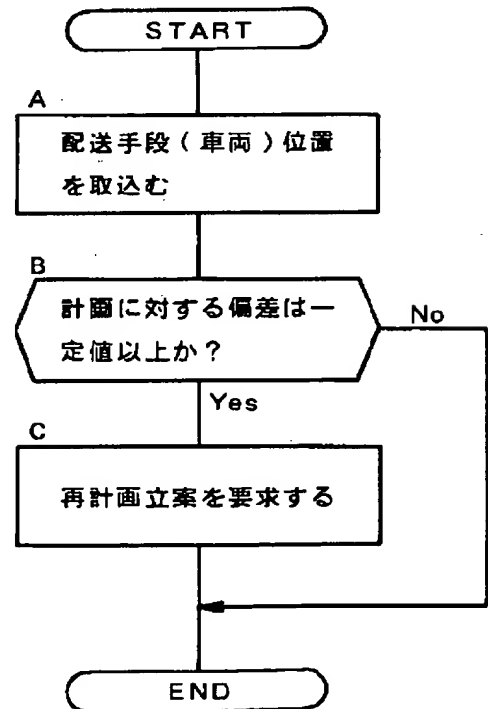 START
A
配送手段(車両)位置
を取込む
B
計画に対する偏差は一
定値以上か?
No
Yes
C
再計画立案を要求する
END